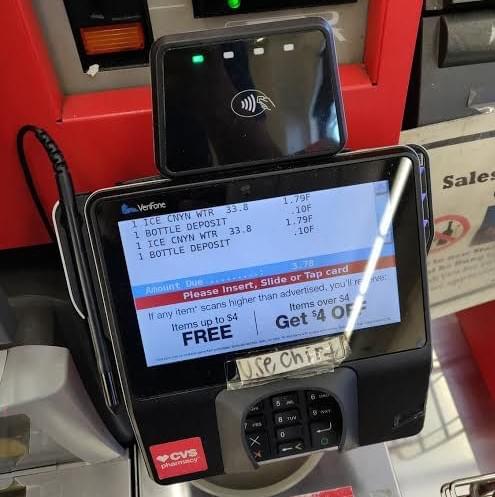 VeriFone
1 ICE CNYN WTR 33.8 1.79F
1 BOTTLE DEPOSIT .10F
1 ICE CNYN WTR 33.8 1.79F
1 BOTTLE DEPOSIT .10F
Amount Due..........: 3.78
Please Insert, Slide or Tap card
If any item* scans higher than advertised, you'll receive:
Items up to $4
FREE
Items over $4
Get $4 OFF
Use Chip
CVS
pharmacy
Sales